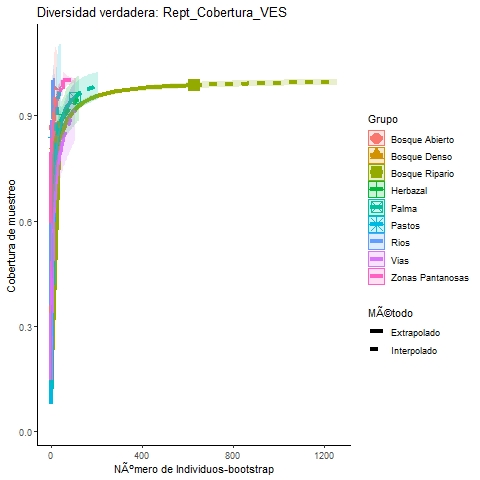 Diversidad verdadera: Rept_Cobertura_VES
0.9
0.6
0.3
0.0
Cobertura de muestreo
0
400
800
1200
NÃºmero de Individuos-bootstrap
Grupo
Bosque Abierto
Bosque Denso
Bosque Ripario
Herbazal
Palma
Pastos
Rios
Vias
Zonas Pantanosas
MÃ©todo
Extrapolado
Interpolado